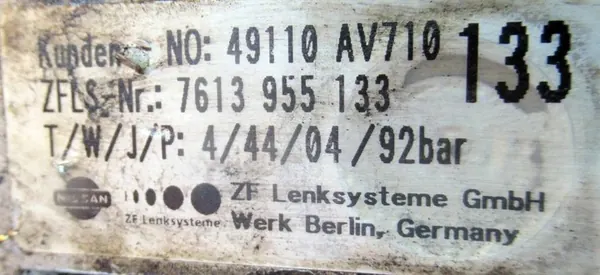 Kunden - NO: 49110 AV710
133
ZFLS-Nr.: 7613 955 133
T/W/J/P: 4/44/04/92bar
NISSAN
ZF Lenksysteme
ZF Lenksysteme GmbH
Werk Berlin, Germany